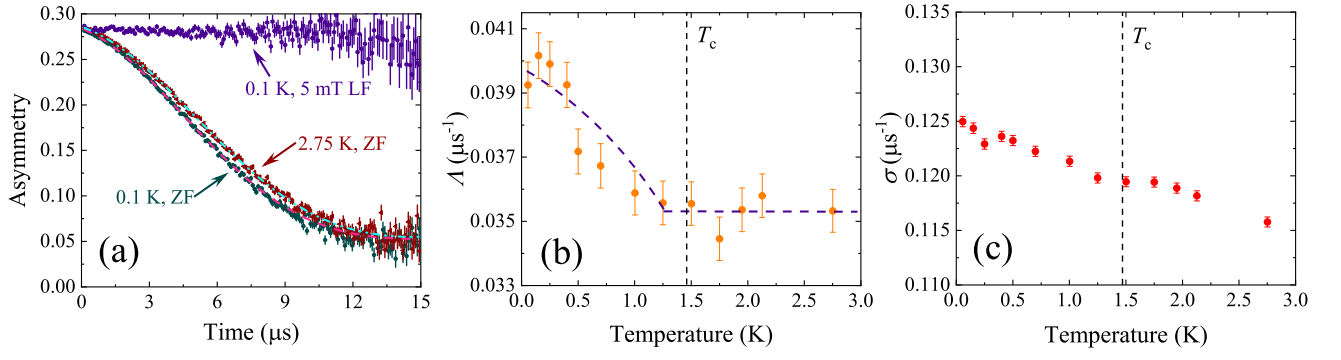 0.30
0.25
0.20
0.15
0.10
0.05
0.00
Asymmetry
0.1 K, 5 mT LF
2.75 K, ZF
0.1 K, ZF
(a)
0 3 6 9 12 15
Time (μs)
0.041
0.039
0.037
0.035
0.033
Λ (μs⁻¹)
Tc
(b)
0.0 0.5 1.0 1.5 2.0 2.5 3.0
Temperature (K)
0.135
0.130
0.125
0.120
0.115
0.110
σ (μs⁻¹)
Tc
(c)
0.0 0.5 1.0 1.5 2.0 2.5 3.0
Temperature (K)